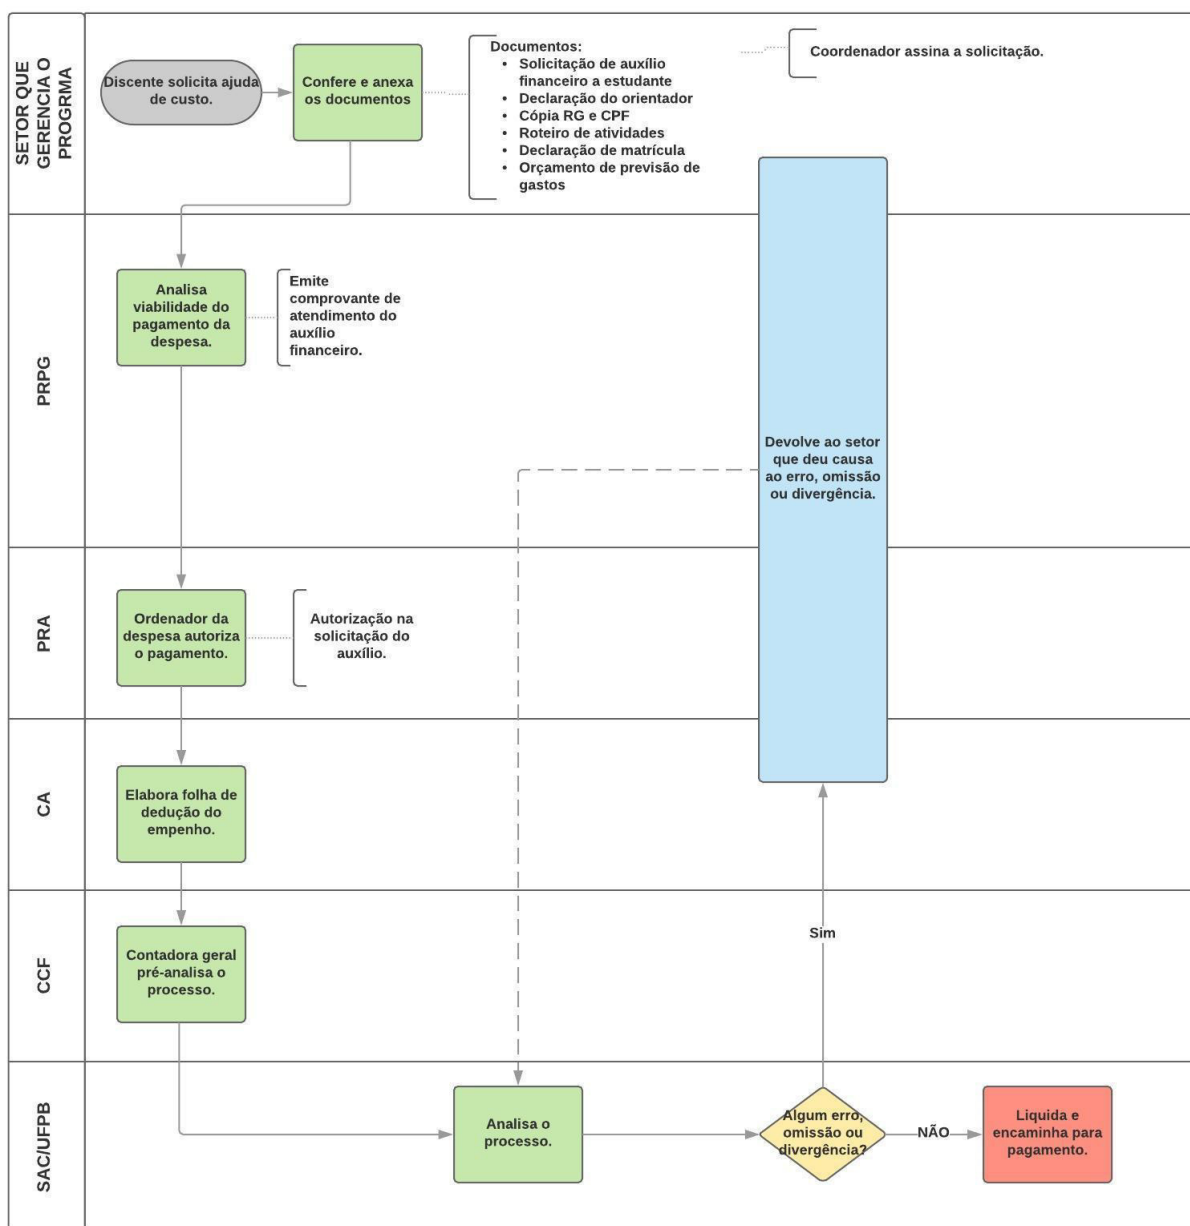 SETOR QUE
GERENCIA O
PROGRMA
Discente solicita ajuda
de custo.
Confere e anexa
os documentos
Documentos:
• Solicitação de auxílio
financeiro a estudante
• Declaração do orientador
• Cópia RG e CPF
• Roteiro de atividades
• Declaração de matrícula
• Orçamento de previsão de
gastos
Coordenador assina a solicitação.
PRPG
Analisa
viabilidade do
pagamento da
despesa.
Emite
comprovante de
atendimento do
auxílio
financeiro.
Devolve ao setor
que deu causa
ao erro, omissão
ou divergência.
PRA
Ordenador da
despesa autoriza
o pagamento.
Autorização na
solicitação do
auxílio.
CA
Elabora folha de
dedução do
empenho.
CCF
Contadora geral
pré-analisa o
processo.
Sim
SAC/UFPB
Analisa o
processo.
Algum erro,
omissão ou
divergência?
NÃO
Liquida e
encaminha para
pagamento.